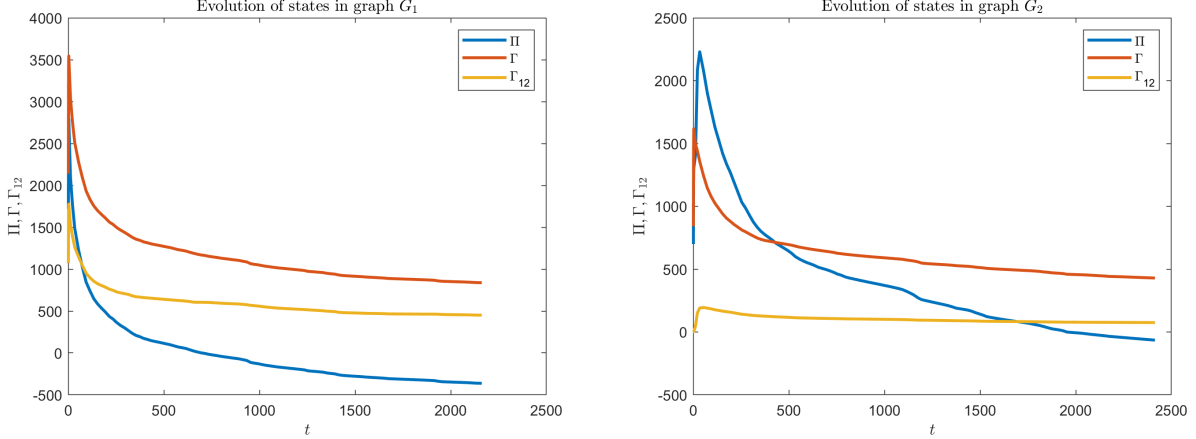 Evolution of states in graph G₁
Π, Γ, Γ₁₂
4000
3500
3000
2500
2000
1500
1000
500
0
-500
0 500 1000 1500 2000 2500
t
Π
Γ
Γ₁₂
Evolution of states in graph G₂
Π, Γ, Γ₁₂
2500
2000
1500
1000
500
0
-500
0 500 1000 1500 2000 2500
t
Π
Γ
Γ₁₂